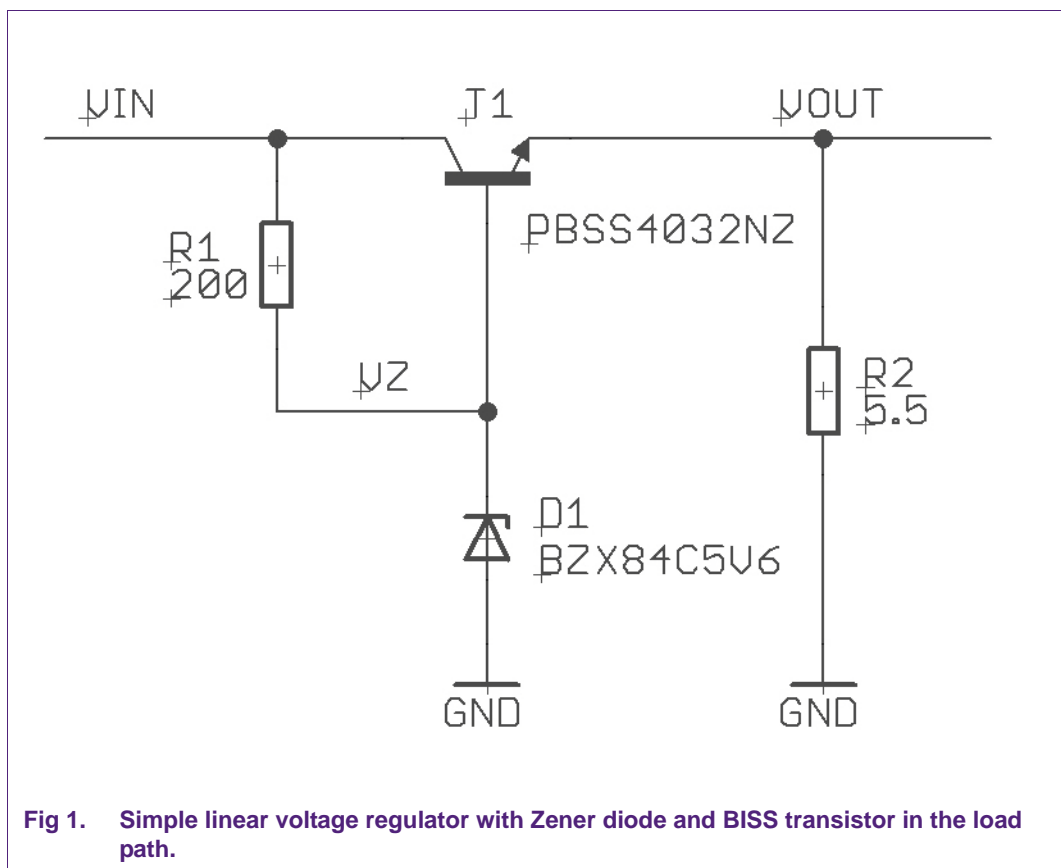 VIN
J1
VOUT
PBSS4032NZ
R1
200
VZ
R2
5.5
D1
BZX84C5V6
GND
GND
Fig 1. Simple linear voltage regulator with Zener diode and BISS transistor in the load
path.